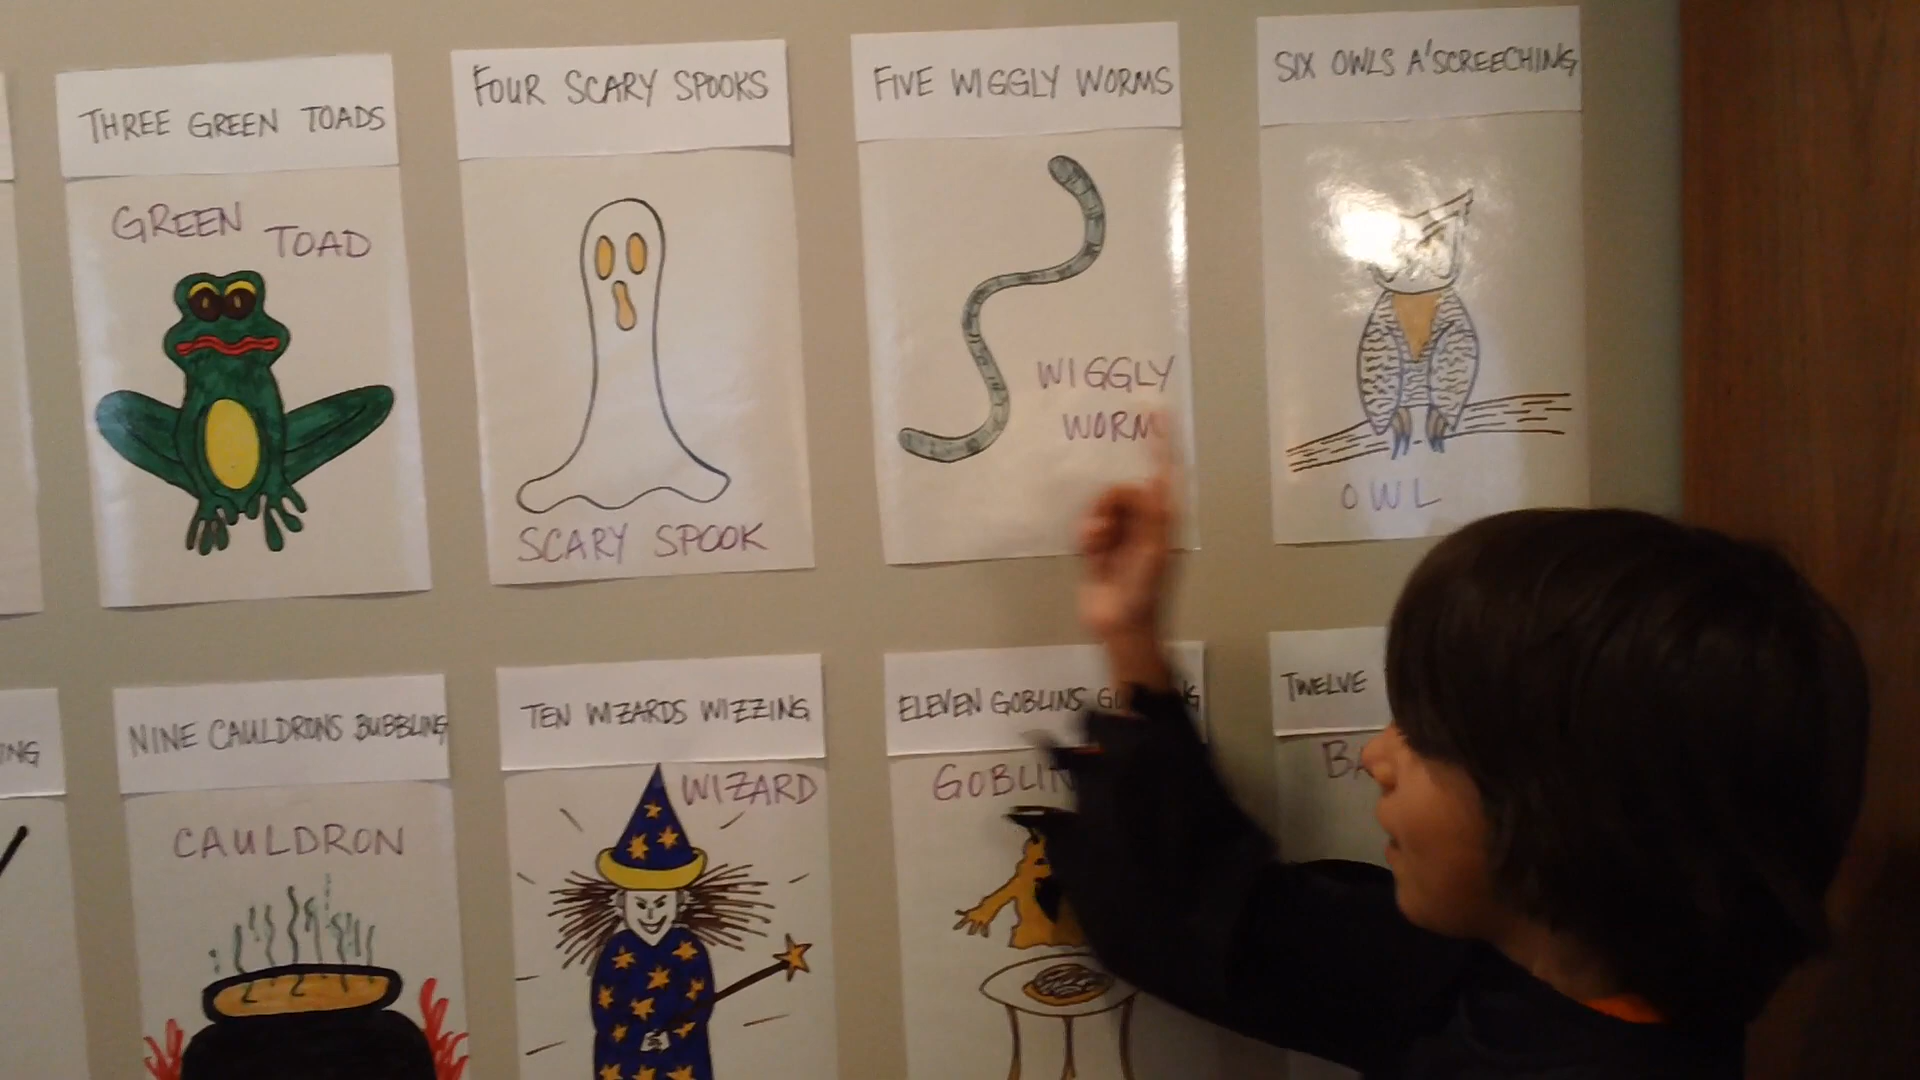 THREE GREEN TOADS
GREEN
TOAD
FOUR SCARY SPOOKS
SCARY SPOOK
FIVE WIGGLY WORMS
WIGGLY
WORM
SIX OWLS A'SCREECHING
OWL
NINE CAULDRONS BUBBLING
CAULDRON
TEN WIZARDS WIZZING
WIZARD
ELEVEN GOBLINS
GOBLIN
TWELVE